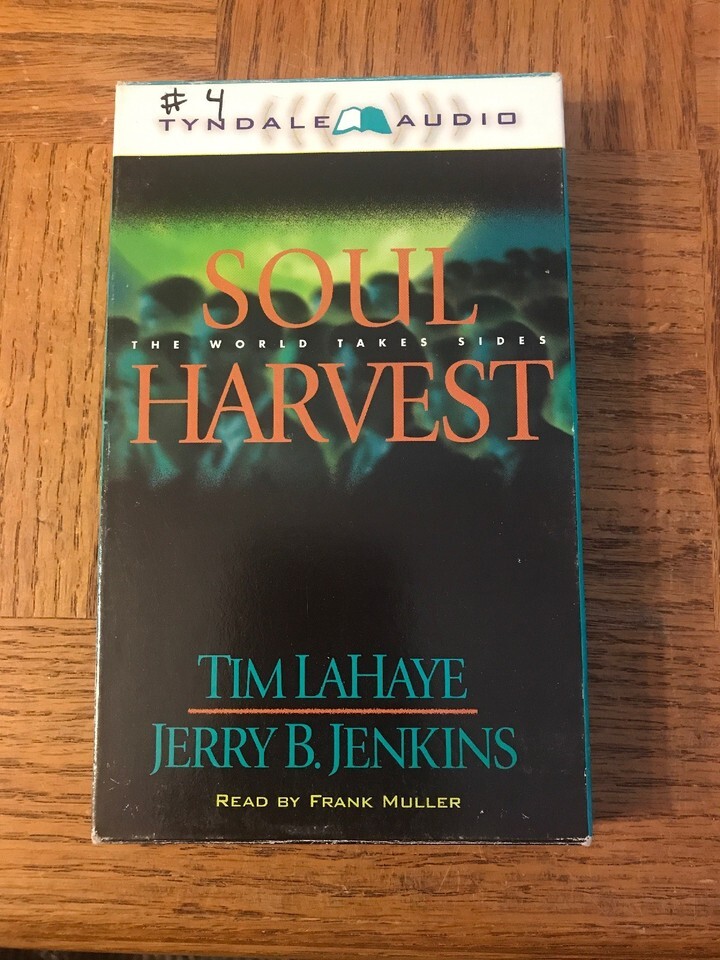 # 4
TYNDALE AUDIO
SOUL
THE WORLD TAKES SIDES
HARVEST
TIM LAHAYE
JERRY B. JENKINS
READ BY FRANK MULLER